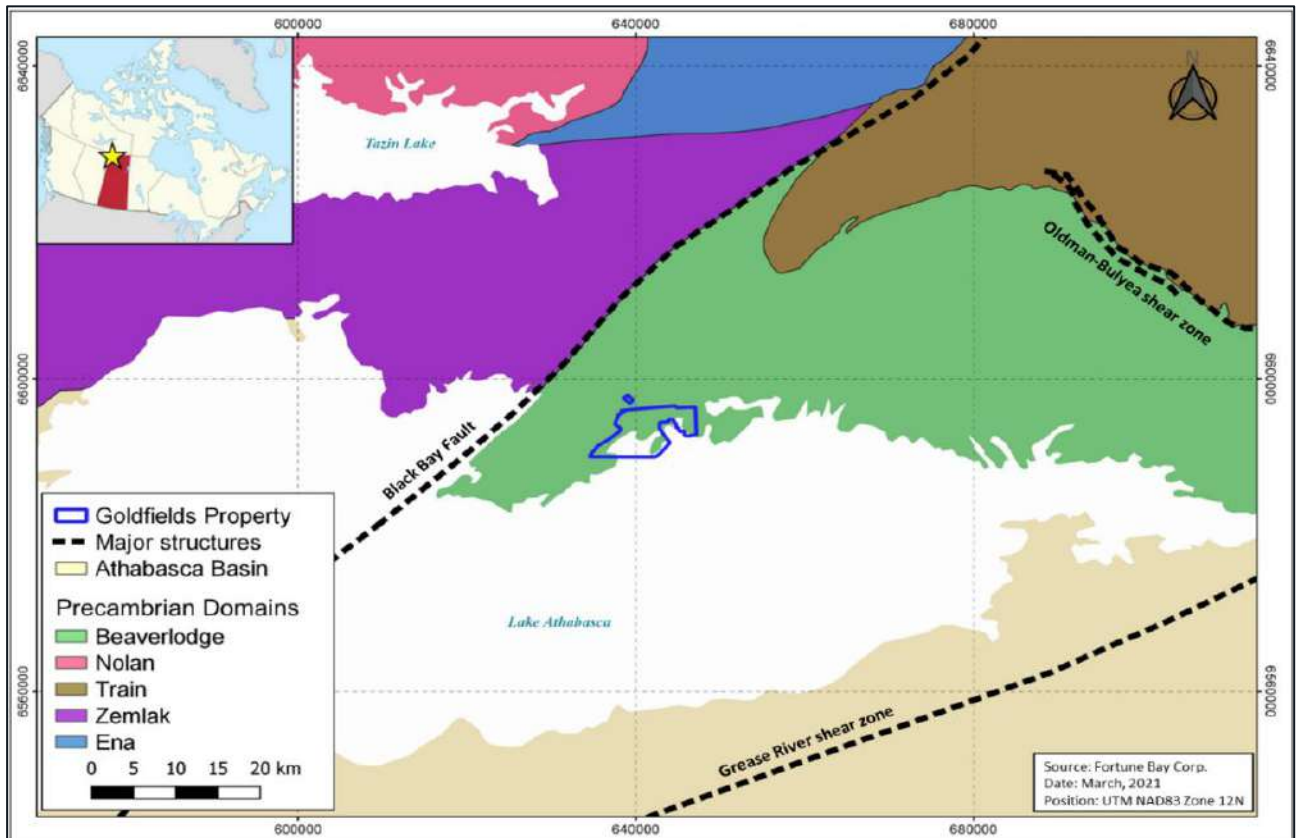 600000
640000
680000
6640000
6640000
N
Tazin Lake
Oldman-Bulyea shear zone
6600000
6600000
Black Bay Fault
Goldfields Property
Major structures
Athabasca Basin
Precambrian Domains
Beaverlodge
Nolan
Train
Zemlak
Ena
0 5 10 15 20 km
Lake Athabasca
6560000
6560000
Grease River shear zone
Source: Fortune Bay Corp.
Date: March, 2021
Position: UTM NAD83 Zone 12N
600000
640000
680000